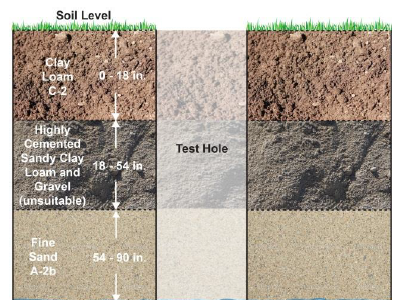 Soil Level
Clay
Loam
C-2
0 - 18 in.
Highly
Cemented
Sandy Clay
Loam and
Gravel
(unsuitable)
18 - 54 in.
Test Hole
Fine
Sand
A-2b
54 - 90 in.